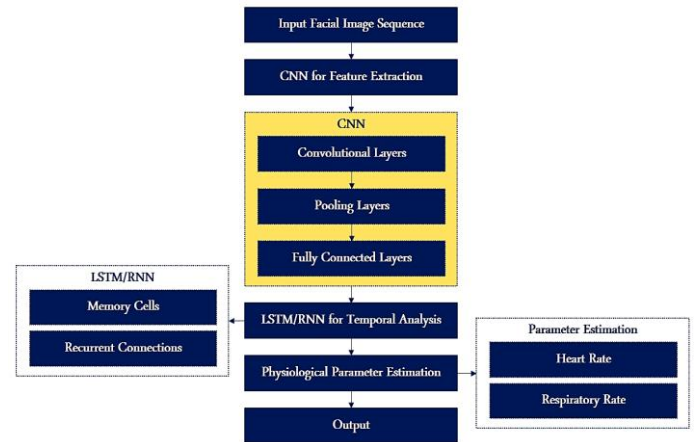 Input Facial Image Sequence
CNN for Feature Extraction
CNN
Convolutional Layers
Pooling Layers
Fully Connected Layers
LSTM/RNN
Memory Cells
Recurrent Connections
LSTM/RNN for Temporal Analysis
Physiological Parameter Estimation
Parameter Estimation
Heart Rate
Respiratory Rate
Output